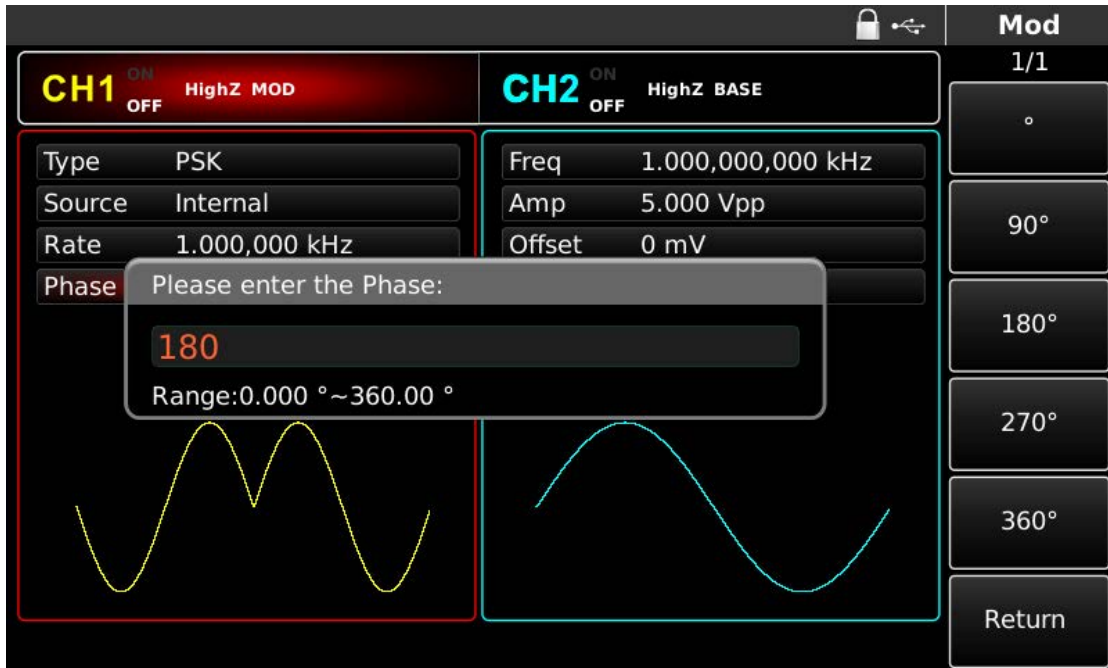 Mod
1/1
CH1 ON OFF HighZ MOD
CH2 ON OFF HighZ BASE
Type PSK
Source Internal
Rate 1.000,000 kHz
Phase
Freq 1.000,000,000 kHz
Amp 5.000 Vpp
Offset 0 mV
Please enter the Phase:
180
Range:0.000 °~360.00 °
°
90°
180°
270°
360°
Return